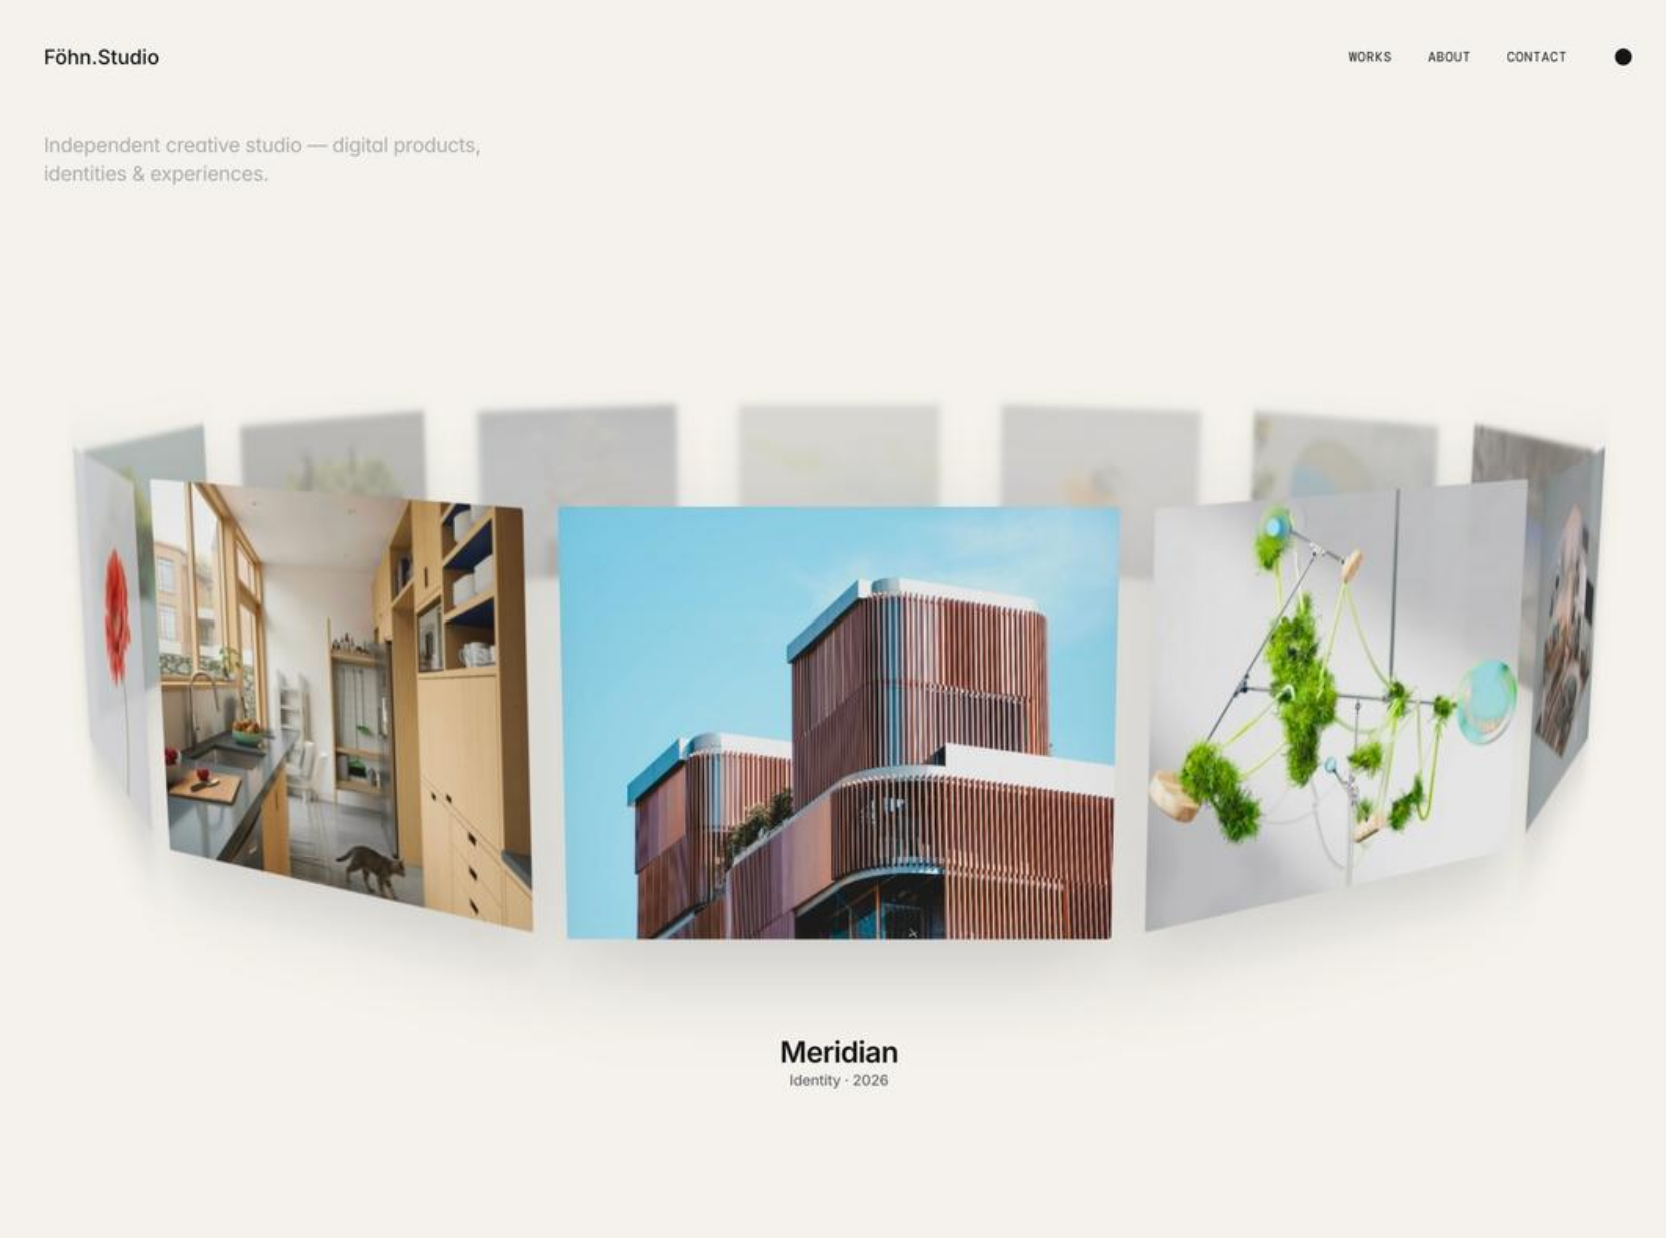 Föhn.Studio
WORKS ABOUT CONTACT
Independent creative studio — digital products,
identities & experiences.
Meridian
Identity · 2026